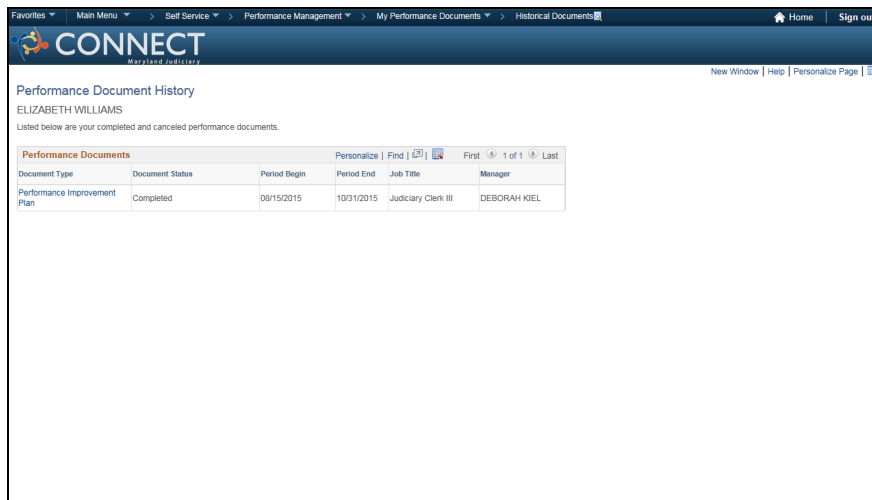 Favorites Main Menu > Self Service > Performance Management > My Performance Documents > Historical Documents Home Sign ou
CONNECT
Maryland Judiciary
New Window | Help | Personalize Page |
Performance Document History
ELIZABETH WILLIAMS
Listed below are your completed and canceled performance documents.
Performance Documents Personalize | Find | | First 1 of 1 Last
Document Type Document Status Period Begin Period End Job Title Manager
Performance Improvement Plan Completed 08/15/2015 10/31/2015 Judiciary Clerk III DEBORAH KIEL